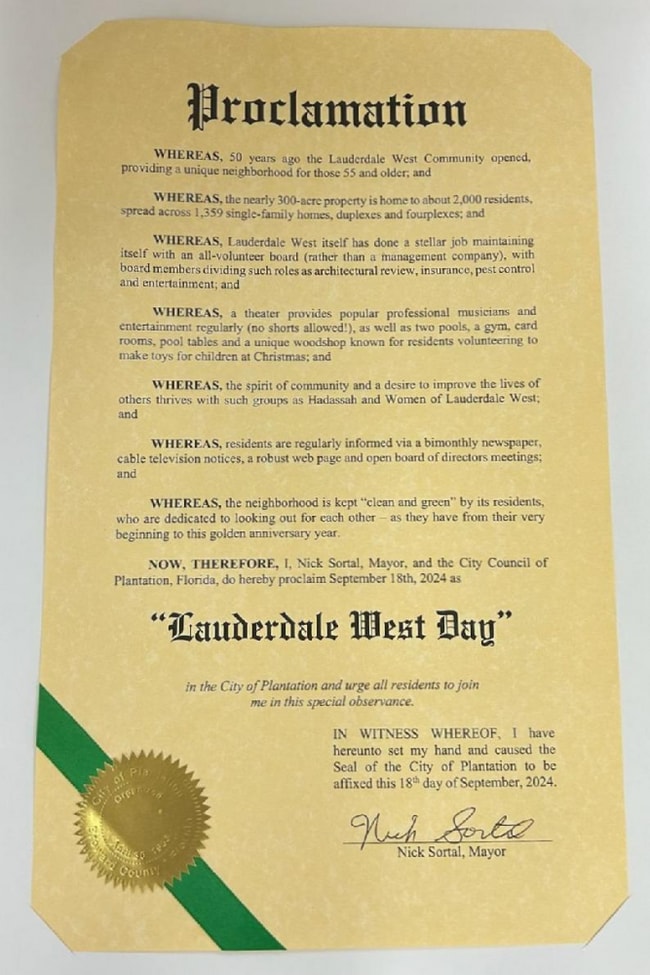 Proclamation
WHEREAS, 50 years ago the Lauderdale West Community opened,
providing a unique neighborhood for those 55 and older; and
WHEREAS, the nearly 300-acre property is home to about 2,000 residents,
spread across 1,359 single-family homes, duplexes and fourplexes; and
WHEREAS, Lauderdale West itself has done a stellar job maintaining
itself with an all-volunteer board (rather than a management company), with
board members dividing such roles as architectural review, insurance, pest control
and entertainment; and
WHEREAS, a theater provides popular professional musicians and
entertainment regularly (no shorts allowed!), as well as two pools, a gym, card
rooms, pool tables and a unique woodshop known for residents volunteering to
make toys for children at Christmas; and
WHEREAS, the spirit of community and a desire to improve the lives of
others thrives with such groups as Hadassah and Women of Lauderdale West;
and
WHEREAS, residents are regularly informed via a bimonthly newspaper,
cable television notices, a robust web page and open board of directors meetings;
and
WHEREAS, the neighborhood is kept “clean and green” by its residents,
who are dedicated to looking out for each other – as they have from their very
beginning to this golden anniversary year.
NOW, THEREFORE, I, Nick Sortal, Mayor, and the City Council of
Plantation, Florida, do hereby proclaim September 18th, 2024 as
“Lauderdale West Day”
in the City of Plantation and urge all residents to join
me in this special observance.
IN WITNESS WHEREOF, I have
hereunto set my hand and caused the
Seal of the City of Plantation to be
affixed this 18th day of September, 2024.
Nick Sortal
Nick Sortal, Mayor
City of
County